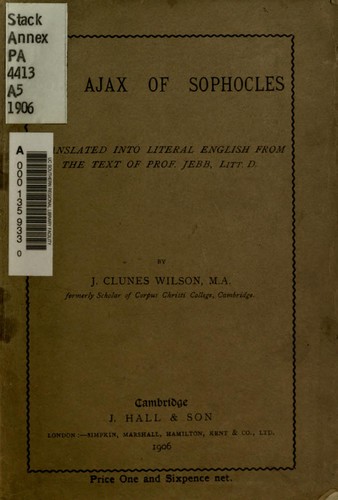 Stack
Annex
PA
4413
A5
1906
AJAX OF SOPHOCLES
NSLATED INTO LITERAL ENGLISH FROM
THE TEXT OF PROF. JEBB, LITT. D.
A
000 135 933
0
BY
J. CLUNES WILSON, M.A.
formerly Scholar of Corpus Christi College, Cambridge.
Cambridge
J. HALL & SON
LONDON :—SIMPKIN, MARSHALL, HAMILTON, KENT & CO., LTD.
1906
Price One and Sixpence net.